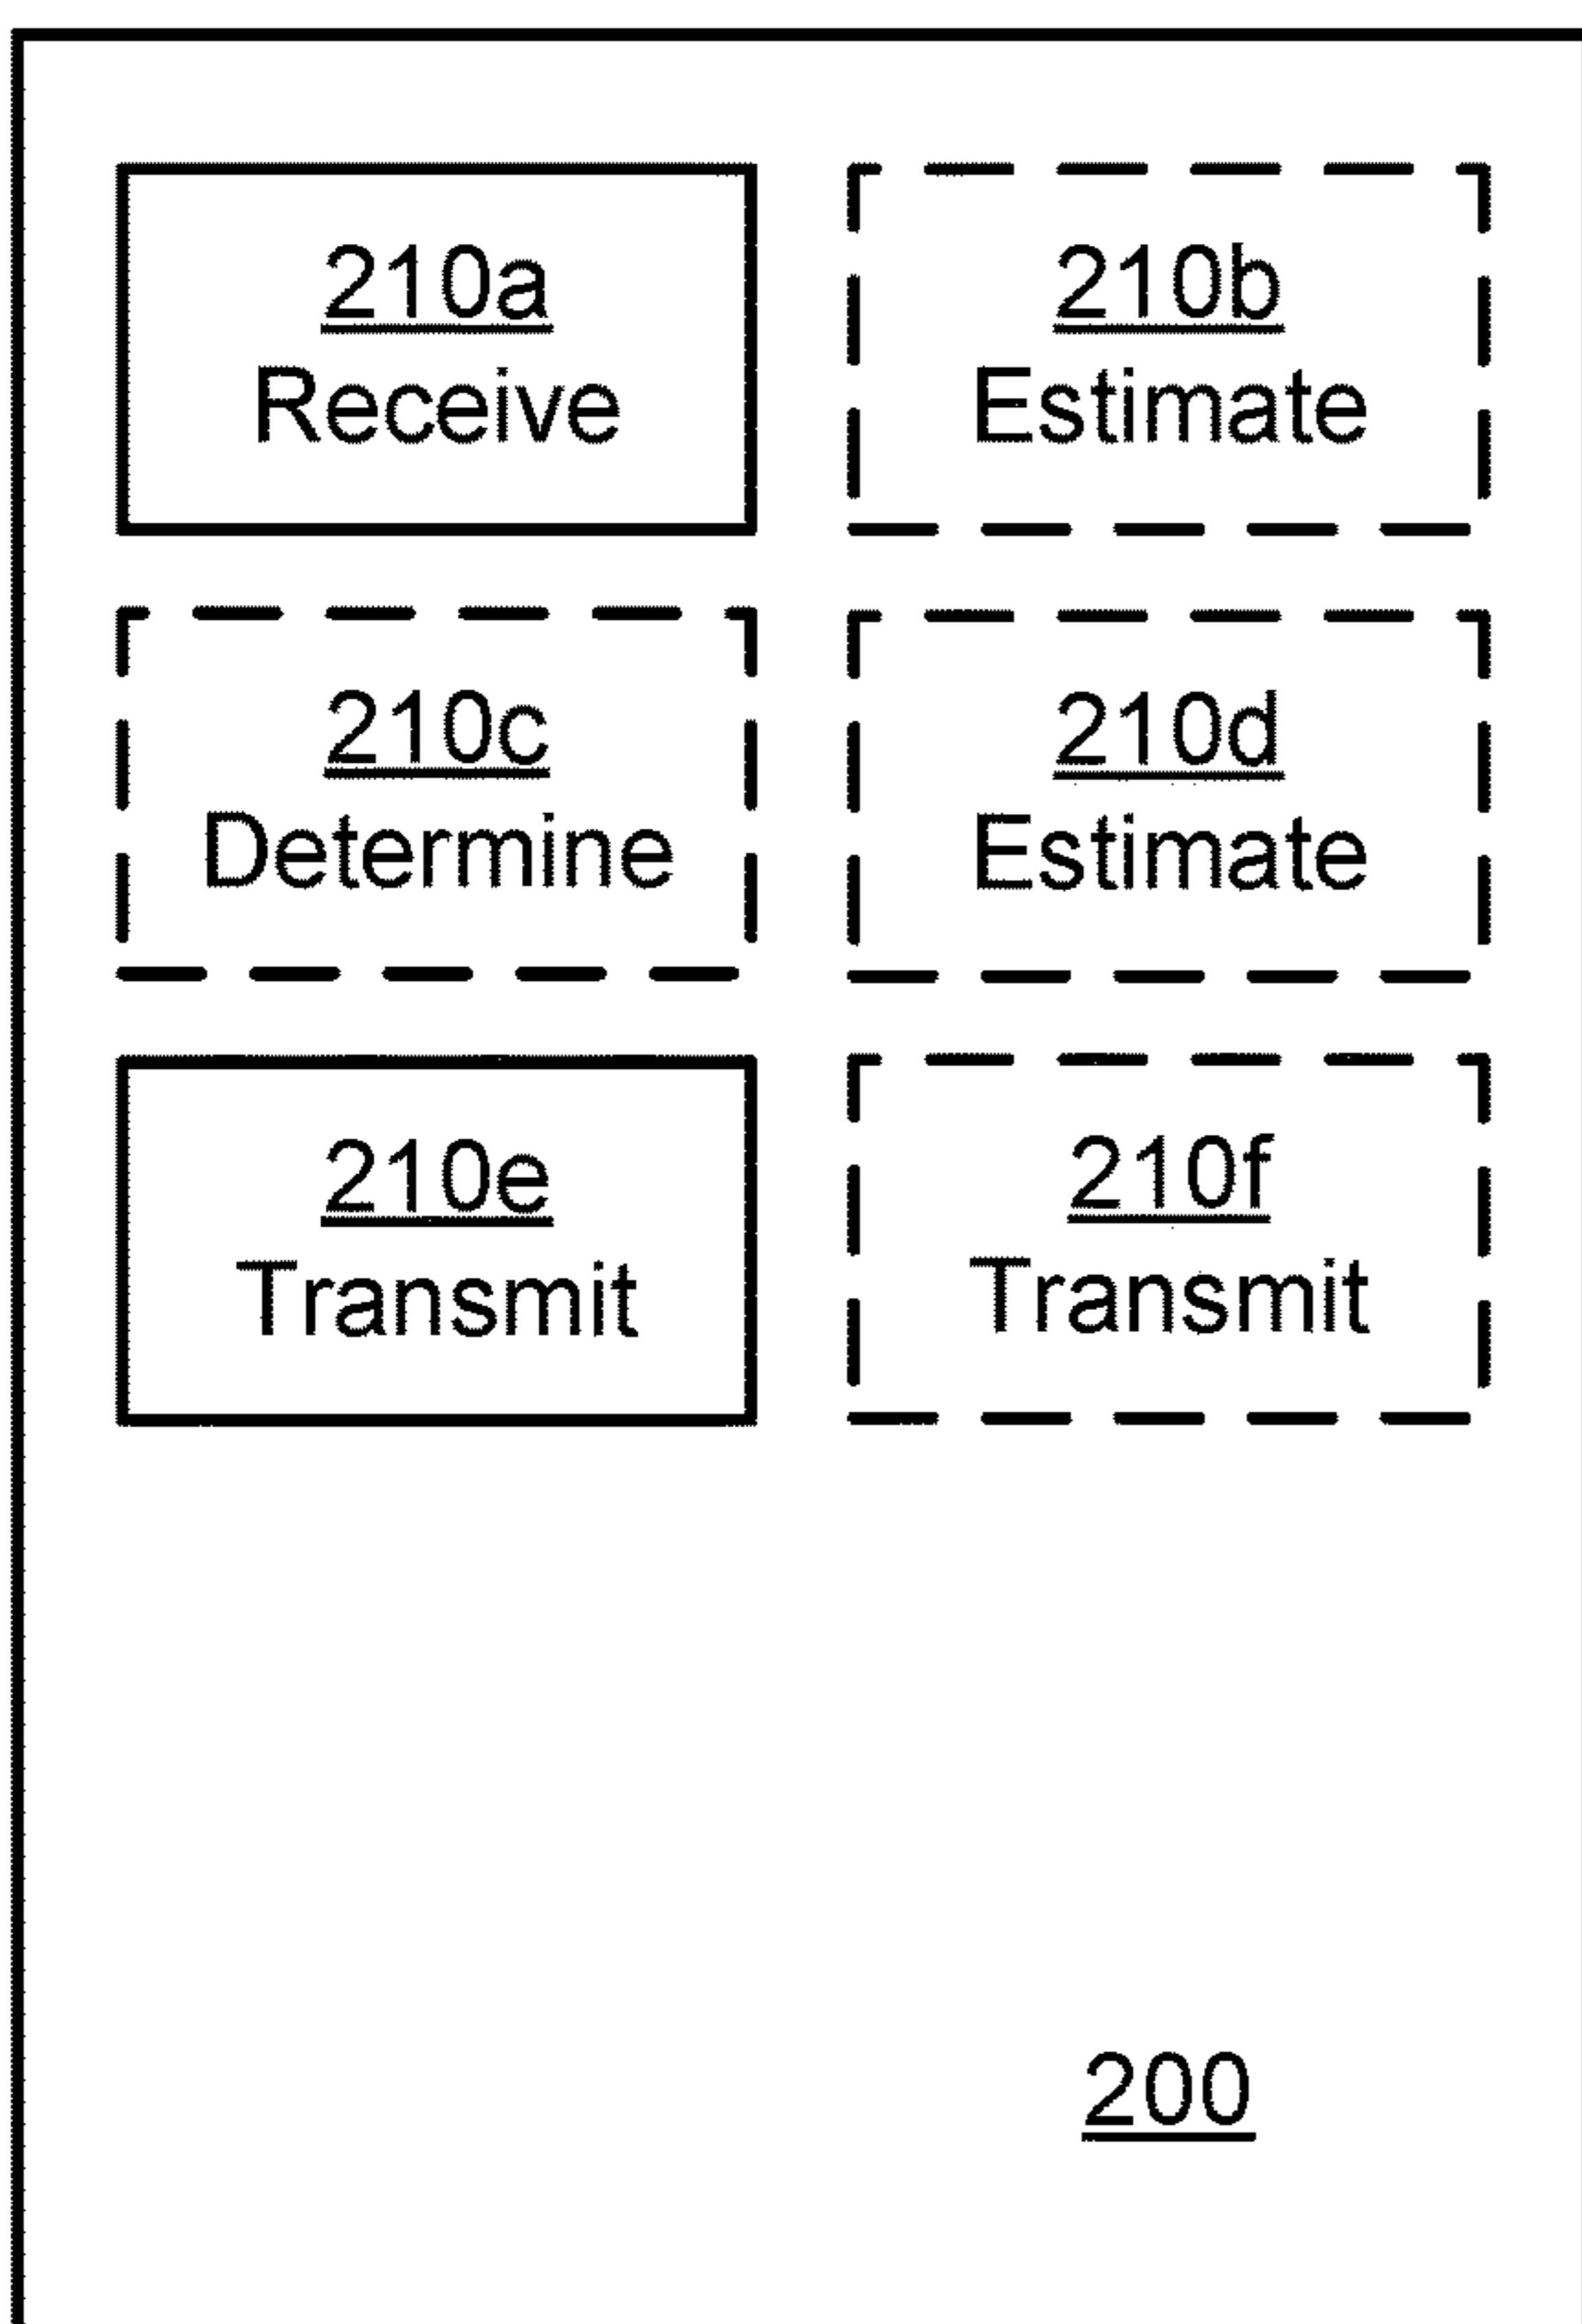 210a
Receive
210b
Estimate
210c
Determine
210d
Estimate
210e
Transmit
210f
Transmit
200